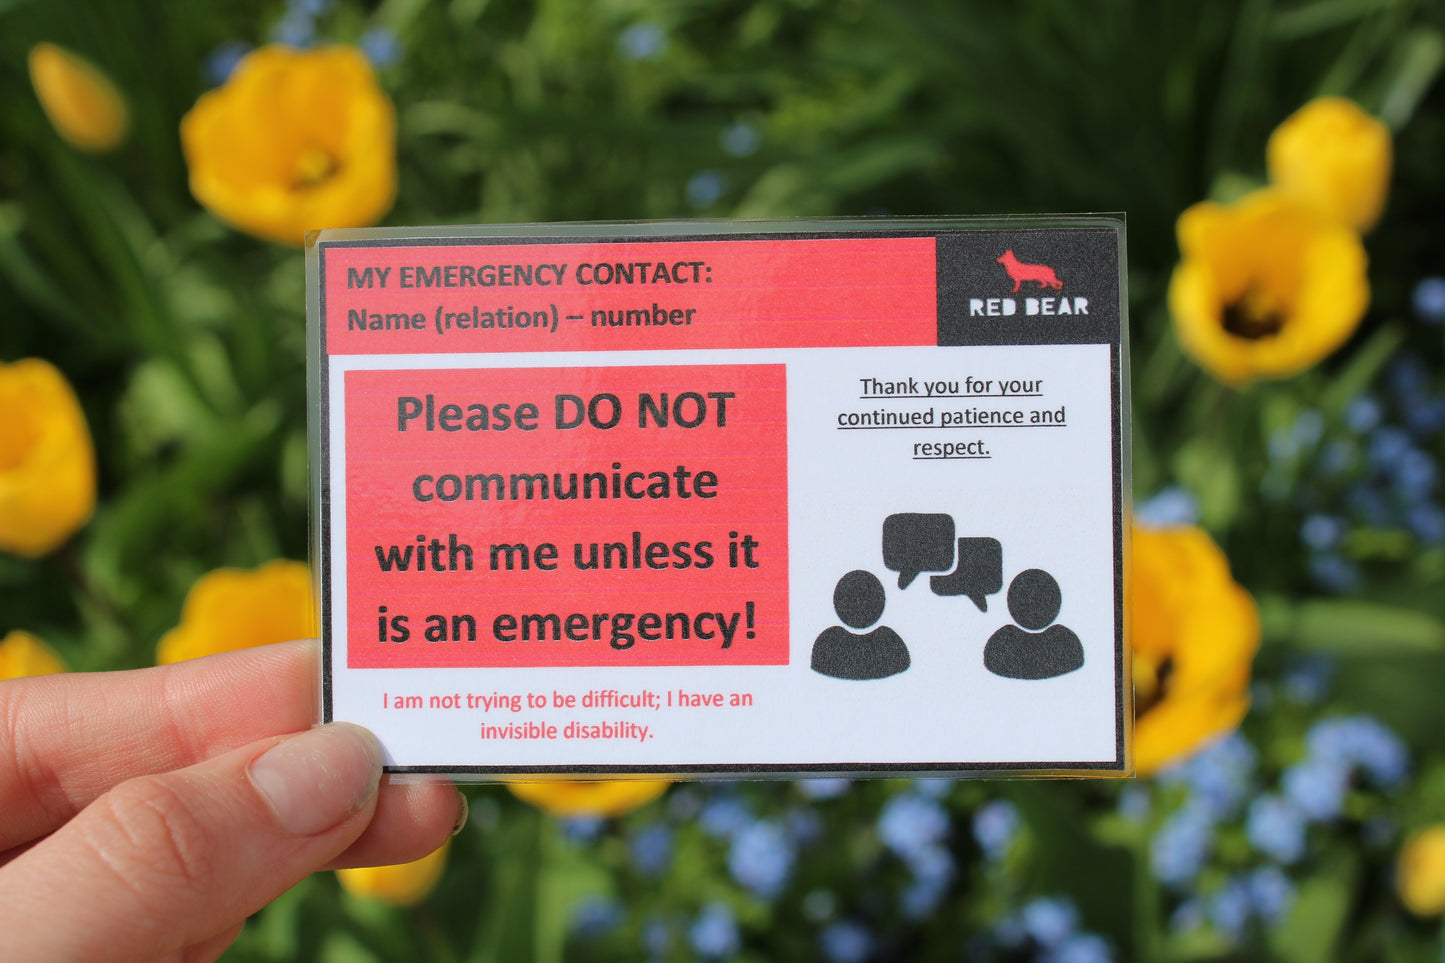 MY EMERGENCY CONTACT:
Name (relation) – number
RED BEAR
Please DO NOT
communicate
with me unless it
is an emergency!
I am not trying to be difficult; I have an
invisible disability.
Thank you for your
continued patience and
respect.